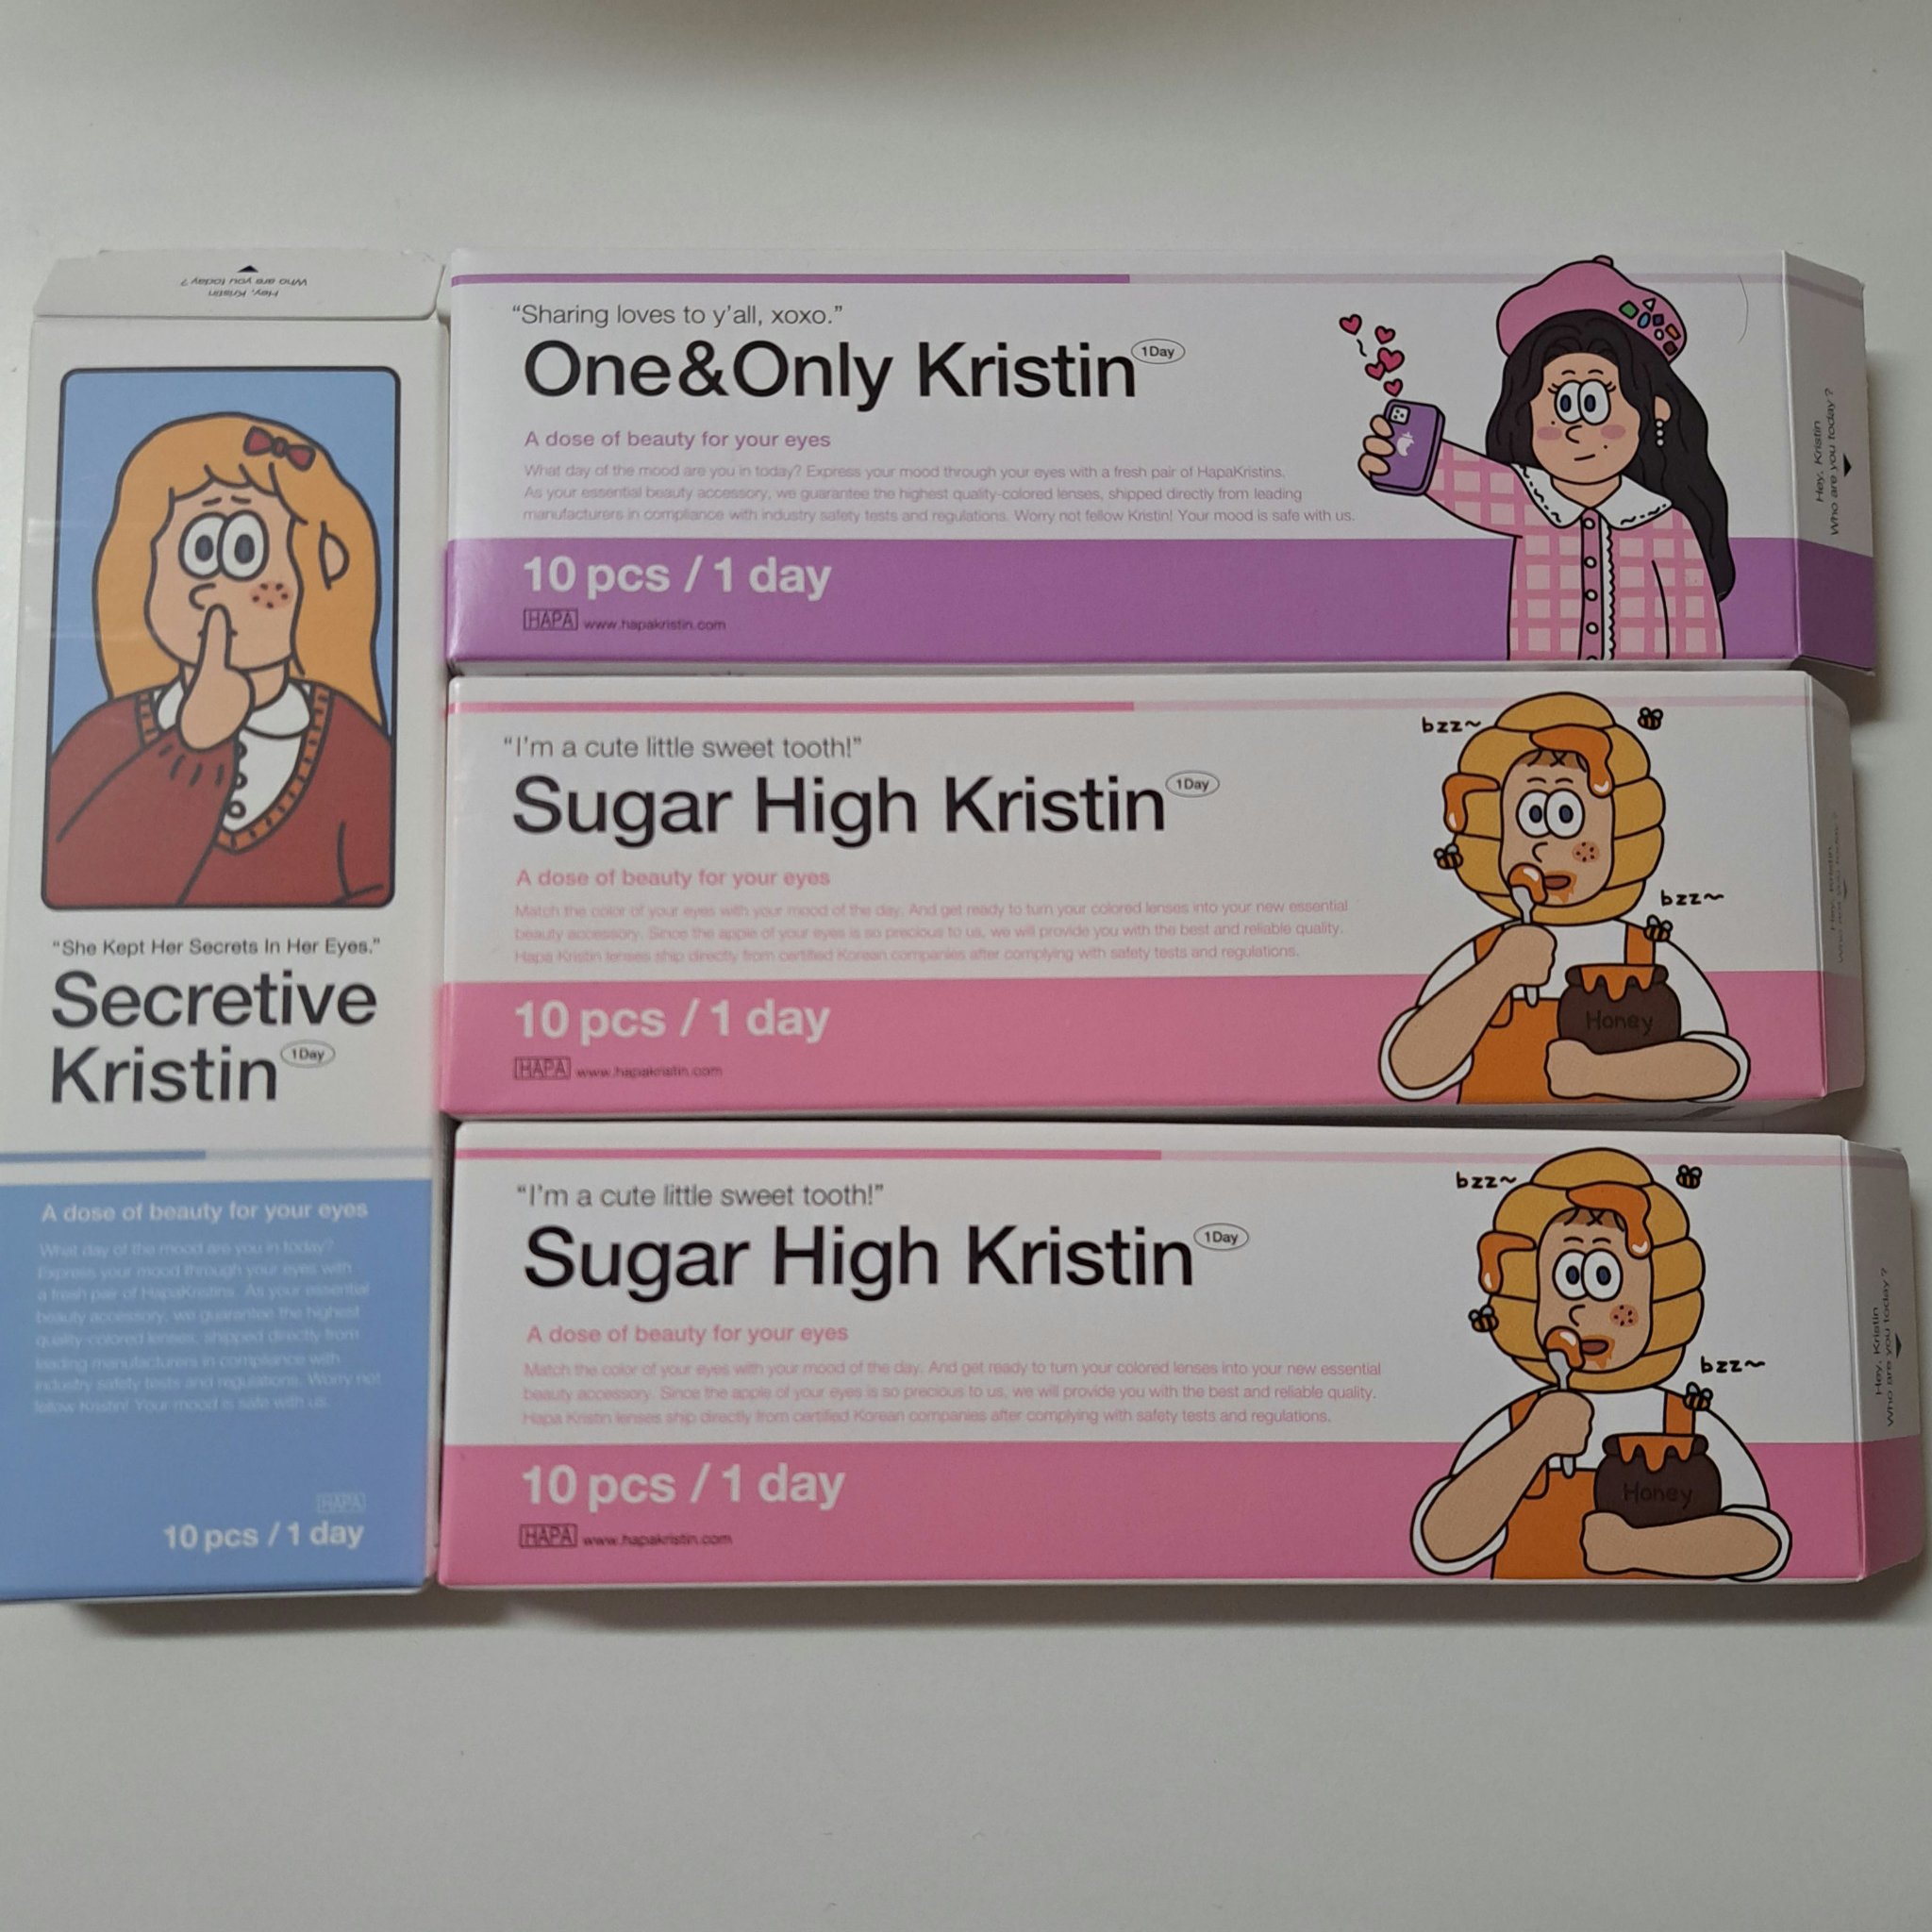 Hey, Kristin
Who are you today?
"She Kept Her Secrets In Her Eyes."
Secretive
Kristin 1Day
A dose of beauty for your eyes
What day of the mood are you in today?
Express your mood through your eyes with
a fresh pair of HapaKristins. As your essential
beauty accessory, we guarantee the highest
quality-colored lenses, shipped directly from
leading manufacturers in compliance with
industry safety tests and regulations. Worry not
fellow Kristin! Your mood is safe with us.
HAPA
10 pcs / 1 day
"Sharing loves to y'all, xoxo."
One&Only Kristin 1Day
A dose of beauty for your eyes
What day of the mood are you in today? Express your mood through your eyes with a fresh pair of HapaKristins.
As your essential beauty accessory, we guarantee the highest quality-colored lenses, shipped directly from leading
manufacturers in compliance with industry safety tests and regulations. Worry not fellow Kristin! Your mood is safe with us.
10 pcs / 1 day
HAPA www.hapakristin.com
Hey, Kristin
Who are you today?
"I'm a cute little sweet tooth!"
Sugar High Kristin 1Day
A dose of beauty for your eyes
Match the color of your eyes with your mood of the day. And get ready to turn your colored lenses into your new essential
beauty accessory. Since the apple of your eyes is so precious to us, we will provide you with the best and reliable quality.
Hapa Kristin lenses ship directly from certified Korean companies after complying with safety tests and regulations.
10 pcs / 1 day
HAPA www.hapakristin.com
bzz~
bzz~
Honey
Hey, Kristin
Who are you today?
"I'm a cute little sweet tooth!"
Sugar High Kristin 1Day
A dose of beauty for your eyes
Match the color of your eyes with your mood of the day. And get ready to turn your colored lenses into your new essential
beauty accessory. Since the apple of your eyes is so precious to us, we will provide you with the best and reliable quality.
Hapa Kristin lenses ship directly from certified Korean companies after complying with safety tests and regulations.
10 pcs / 1 day
HAPA www.hapakristin.com
bzz~
bzz~
Honey
Hey, Kristin
Who are you today?